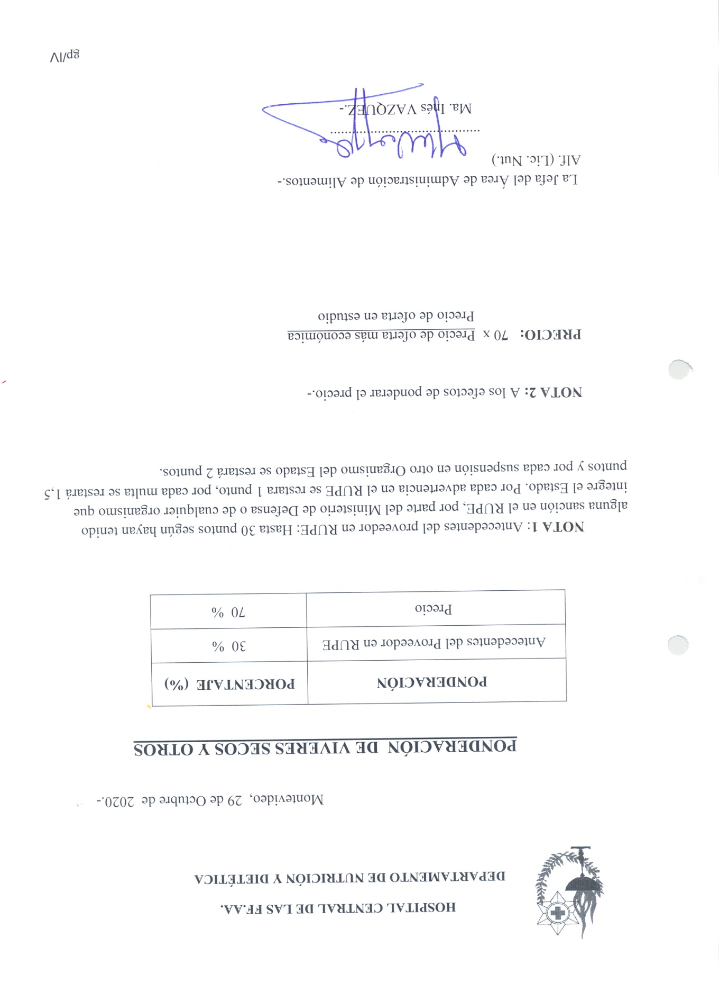 HOSPITAL CENTRAL DE LAS FF.AA.
DEPARTAMENTO DE NUTRICIÓN Y DIETÉTICA
Montevideo, 29 de Octubre de 2020.-
PONDERACIÓN DE VIVERES SECOS Y OTROS
PONDERACIÓN PORCENTAJE (%)
Antecedentes del Proveedor en RUPE 30 %
Precio 70 %
NOTA 1: Antecedentes del proveedor en RUPE: Hasta 30 puntos según hayan tenido
alguna sanción en el RUPE, por parte del Ministerio de Defensa o de cualquier organismo que
integre el Estado. Por cada advertencia en el RUPE se restara 1 punto, por cada multa se restará 1,5
puntos y por cada suspensión en otro Organismo del Estado se restará 2 puntos.
NOTA 2: A los efectos de ponderar el precio.-
PRECIO: 70 x Precio de oferta más económica
Precio de oferta en estudio
La Jefa del Área de Administración de Alimentos.-
Alf. (Lic. Nut.)
Ma. Inés VAZQUEZ.-
gp/IV